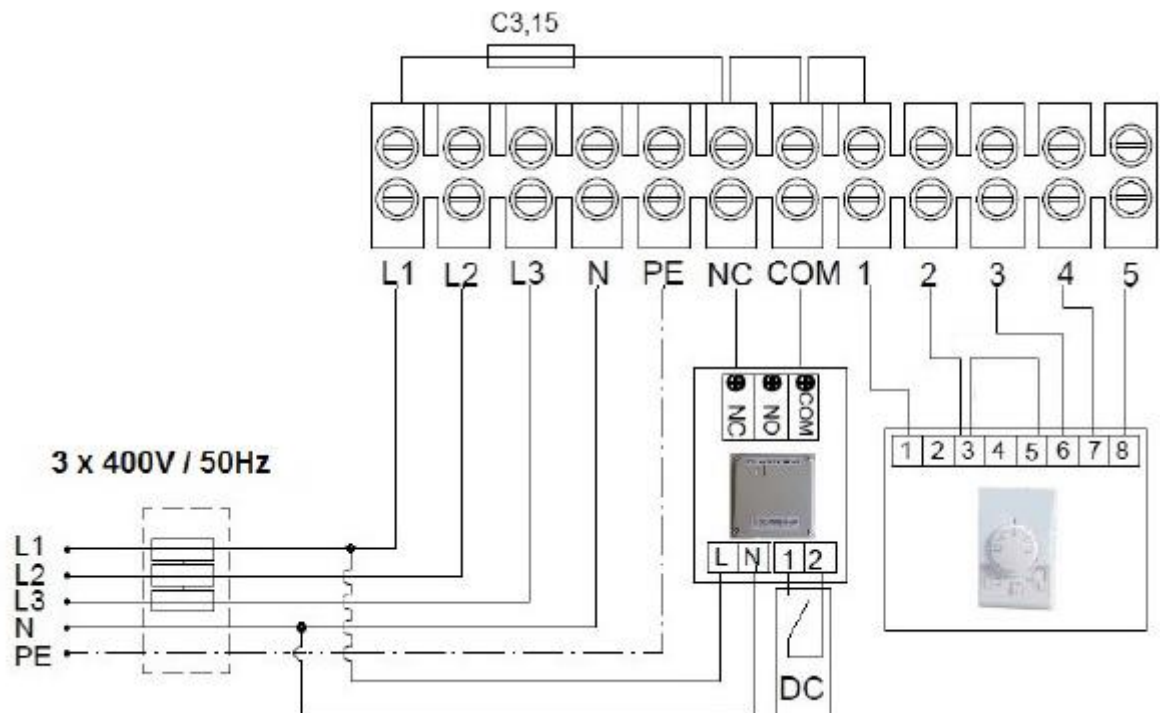 C3,15
L1 L2 L3 N PE NC COM 1 2 3 4 5
NC NO COM
1 2 3 4 5 6 7 8
3 x 400V / 50Hz
L1
L2
L3
N
PE
L N 1 2
DC